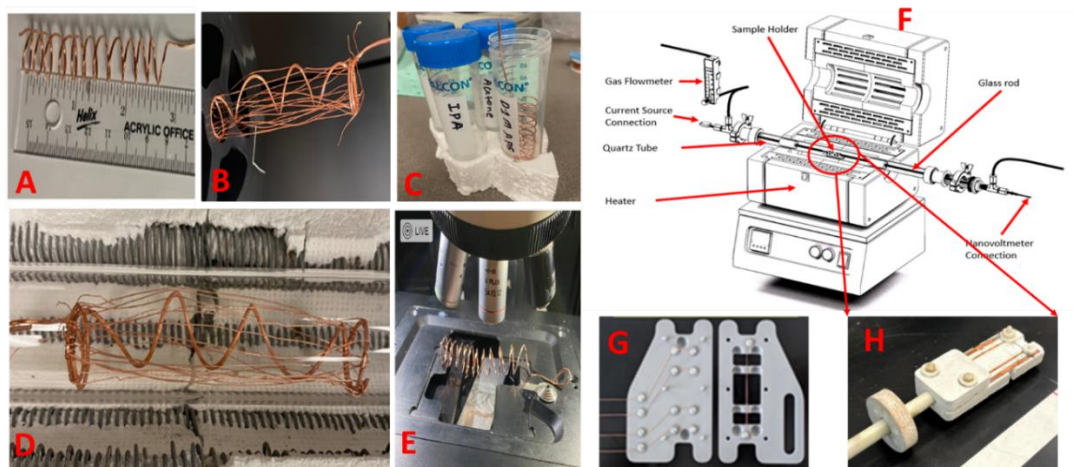 A
Helix
ACRYLIC OFFICE
B
IPA
Acetone
C
D
LIVE
E
F
Sample Holder
Gas Flowmeter
Glass rod
Current Source
Connection
Quartz Tube
Heater
Nanovoltmeter
Connection
G
H